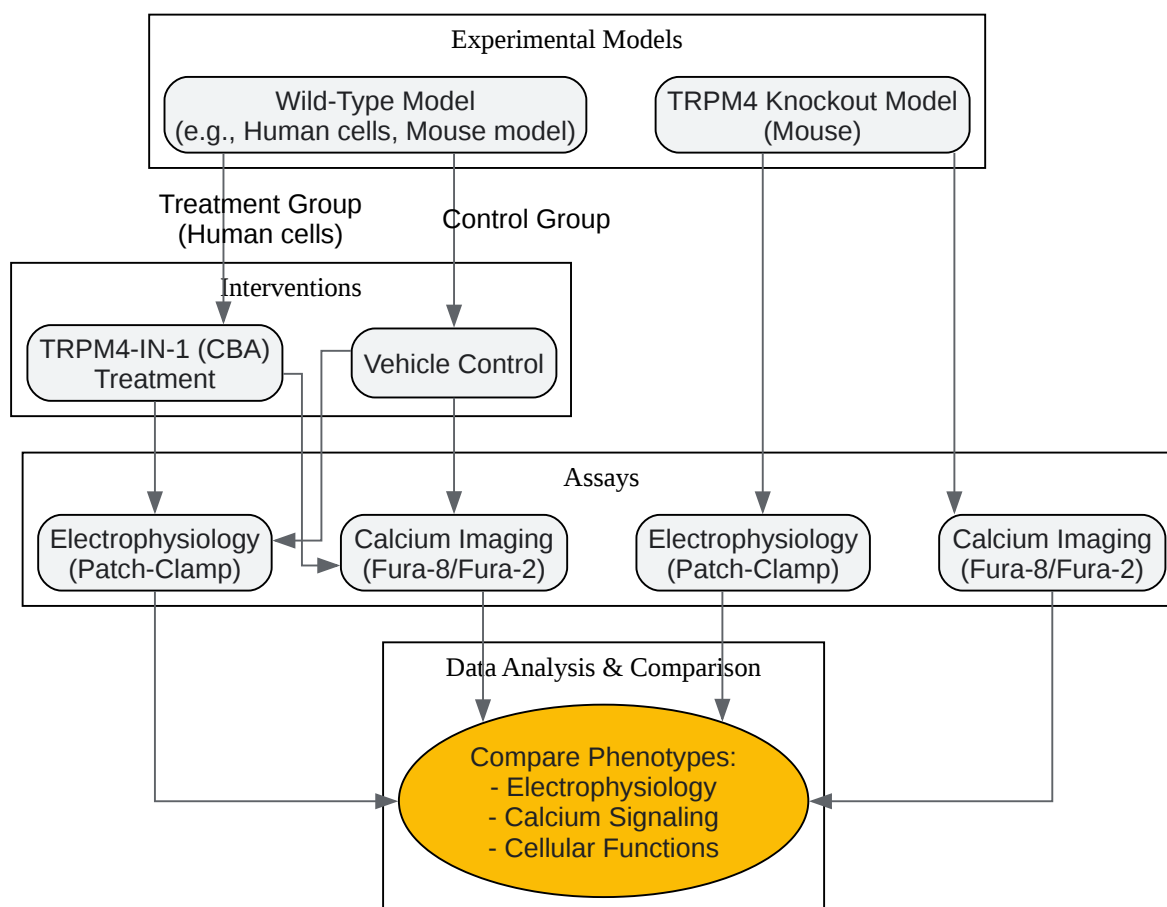 Experimental Models
Wild-Type Model
(e.g., Human cells, Mouse model)
TRPM4 Knockout Model
(Mouse)
Treatment Group
(Human cells)
Control Group
Interventions
TRPM4-IN-1 (CBA)
Treatment
Vehicle Control
Assays
Electrophysiology
(Patch-Clamp)
Calcium Imaging
(Fura-8/Fura-2)
Electrophysiology
(Patch-Clamp)
Calcium Imaging
(Fura-8/Fura-2)
Data Analysis & Comparison
Compare Phenotypes:
- Electrophysiology
- Calcium Signaling
- Cellular Functions